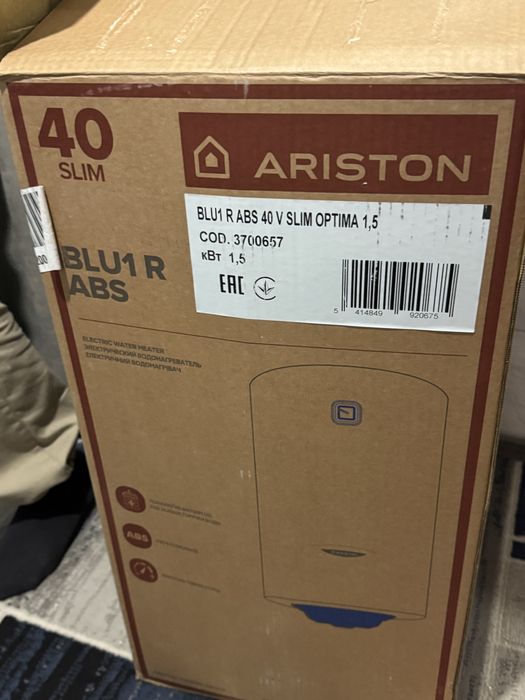 40
SLIM
ARISTON
BLU1 R ABS 40 V SLIM OPTIMA 1,5
COD. 3700657
кВт 1,5
EAC
5 414849 920675
BLU1 R
ABS
ELECTRIC WATER HEATER
ЭЛЕКТРИЧЕСКИЙ ВОДОНАГРЕВАТЕЛЬ
ЕЛЕКТРИЧНИЙ ВОДОНАГРІВАЧ
ABS